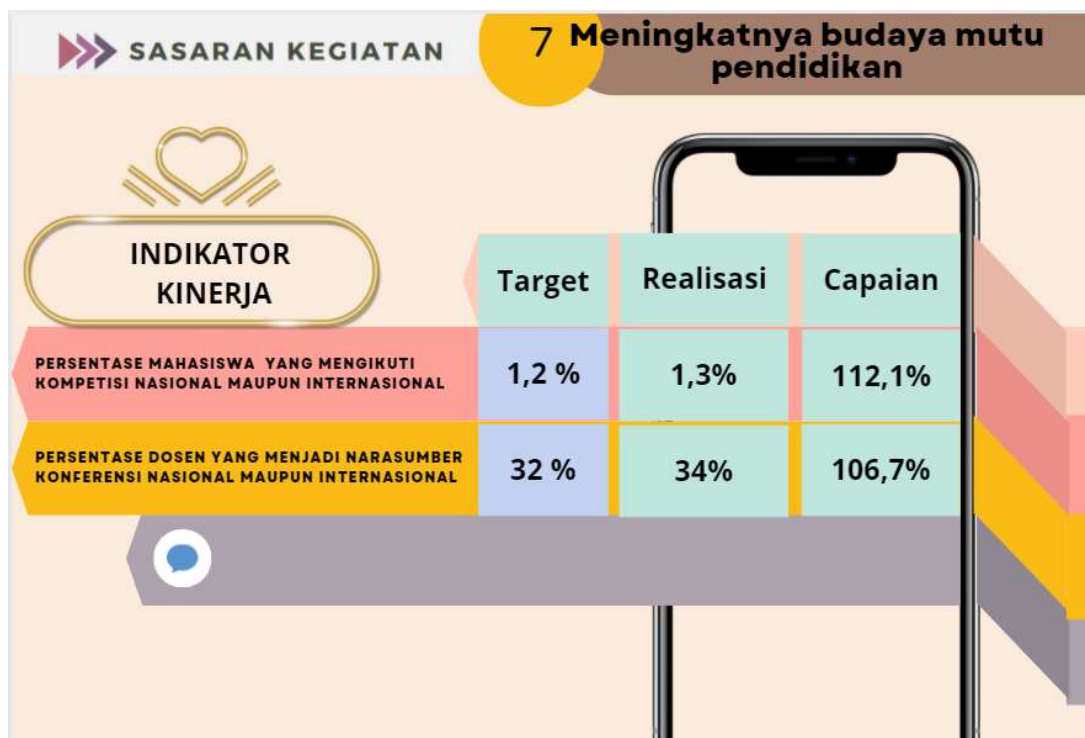 SASARAN KEGIATAN
7
Meningkatnya budaya mutu
pendidikan
INDIKATOR
KINERJA
Target
Realisasi
Capaian
PERSENTASE MAHASISWA YANG MENGIKUTI
KOMPETISI NASIONAL MAUPUN INTERNASIONAL
1,2 %
1,3%
112,1%
PERSENTASE DOSEN YANG MENJADI NARASUMBER
KONFERENSI NASIONAL MAUPUN INTERNASIONAL
32 %
34%
106,7%